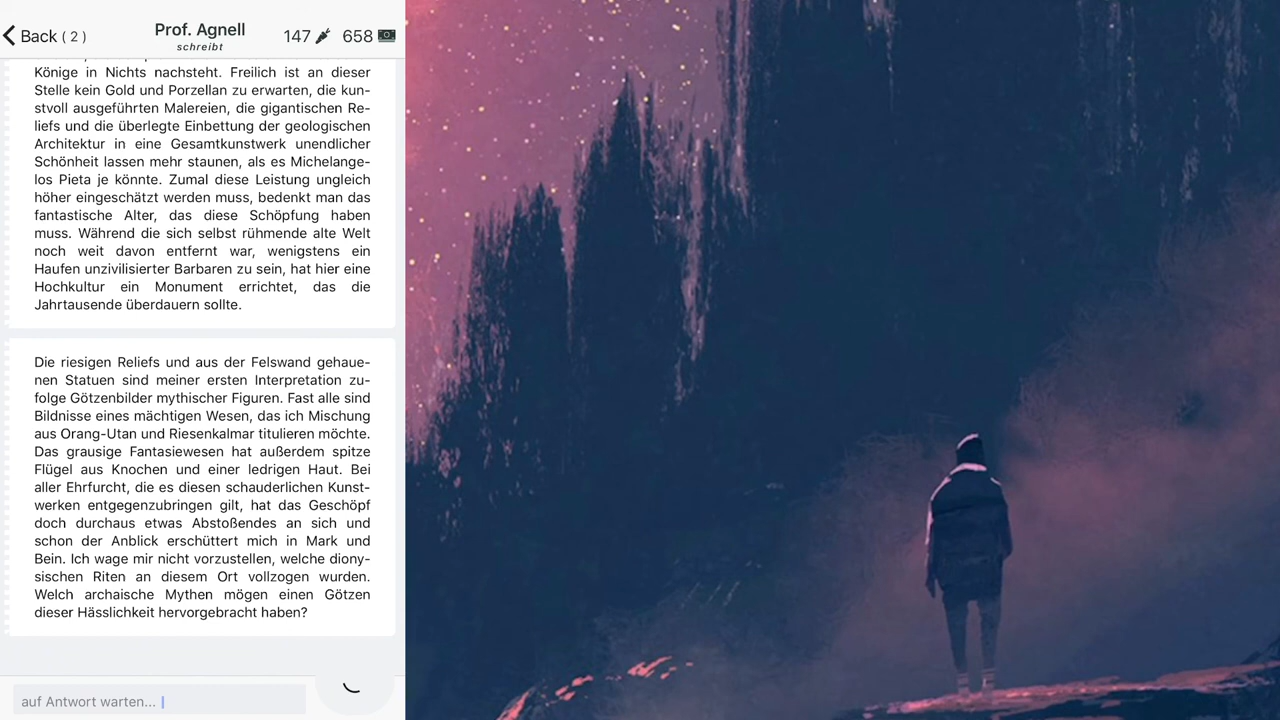 Back ( 2 )
Prof. Agnell
schreibt
147
658
Könige in Nichts nachsteht. Freilich ist an dieser
Stelle kein Gold und Porzellan zu erwarten, die kun-
stvoll ausgeführten Malereien, die gigantischen Re-
liefs und die überlegte Einbettung der geologischen
Architektur in eine Gesamtkunstwerk unendlicher
Schönheit lassen mehr staunen, als es Michelange-
los Pieta je könnte. Zumal diese Leistung ungleich
höher eingeschätzt werden muss, bedenkt man das
fantastische Alter, das diese Schöpfung haben
muss. Während die sich selbst rühmende alte Welt
noch weit davon entfernt war, wenigstens ein
Haufen unzivilisierter Barbaren zu sein, hat hier eine
Hochkultur ein Monument errichtet, das die
Jahrtausende überdauern sollte.
Die riesigen Reliefs und aus der Felswand gehaue-
nen Statuen sind meiner ersten Interpretation zu-
folge Götzenbilder mythischer Figuren. Fast alle sind
Bildnisse eines mächtigen Wesen, das ich Mischung
aus Orang-Utan und Riesenkalmar titulieren möchte.
Das grausige Fantasiewesen hat außerdem spitze
Flügel aus Knochen und einer ledrigen Haut. Bei
aller Ehrfurcht, die es diesen schauderlichen Kunst-
werken entgegenzubringen gilt, hat das Geschöpf
doch durchaus etwas Abstoßendes an sich und
schon der Anblick erschüttert mich in Mark und
Bein. Ich wage mir nicht vorzustellen, welche diony-
sischen Riten an diesem Ort vollzogen wurden.
Welch archaische Mythen mögen einen Götzen
dieser Hässlichkeit hervorgebracht haben?
auf Antwort warten...